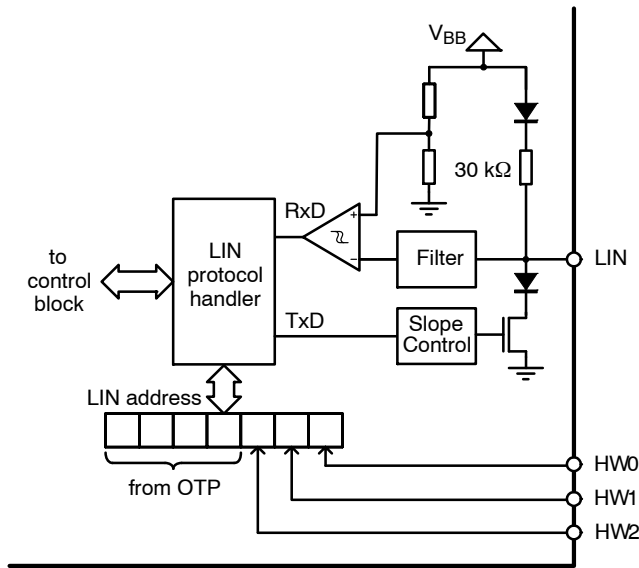 VBB
30 kΩ
RxD
+
−
LIN
protocol
handler
to
control
block
Filter
LIN
TxD
Slope
Control
LIN address
from OTP
HW0
HW1
HW2